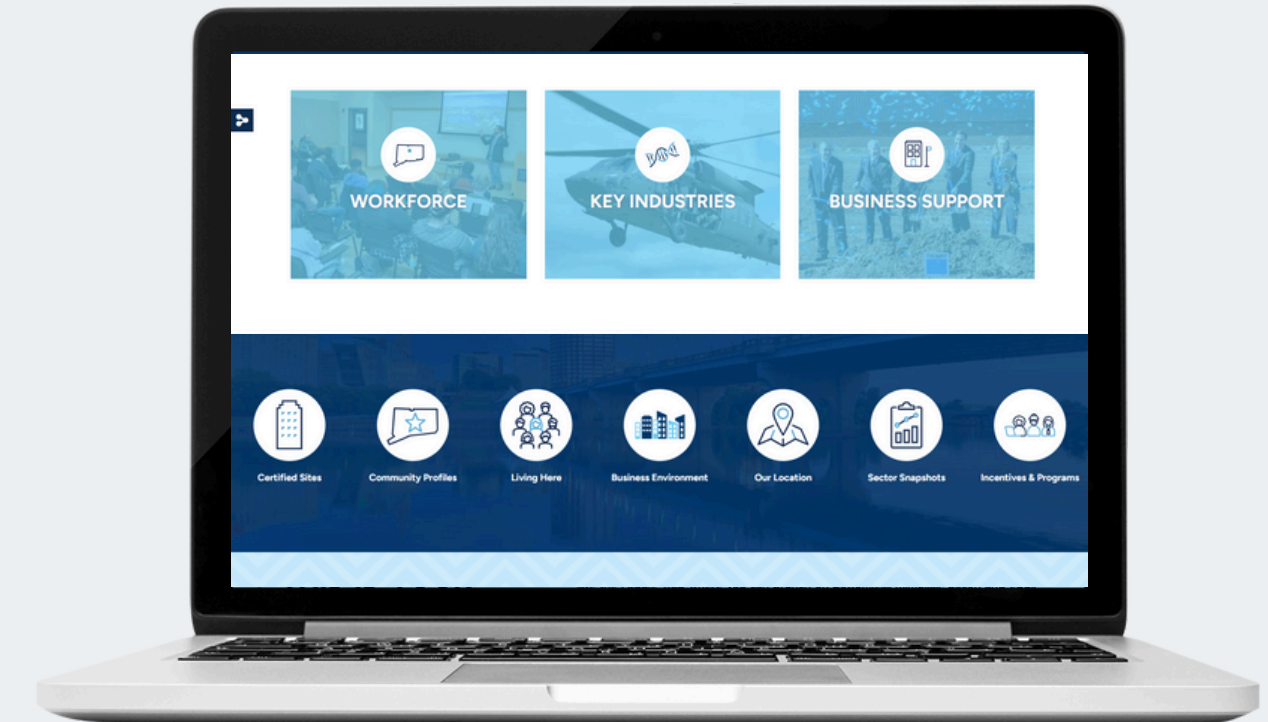 WORKFORCE
KEY INDUSTRIES
BUSINESS SUPPORT
Certified Sites
Community Profiles
Living Here
Business Environment
Our Location
Sector Snapshots
Incentives & Programs